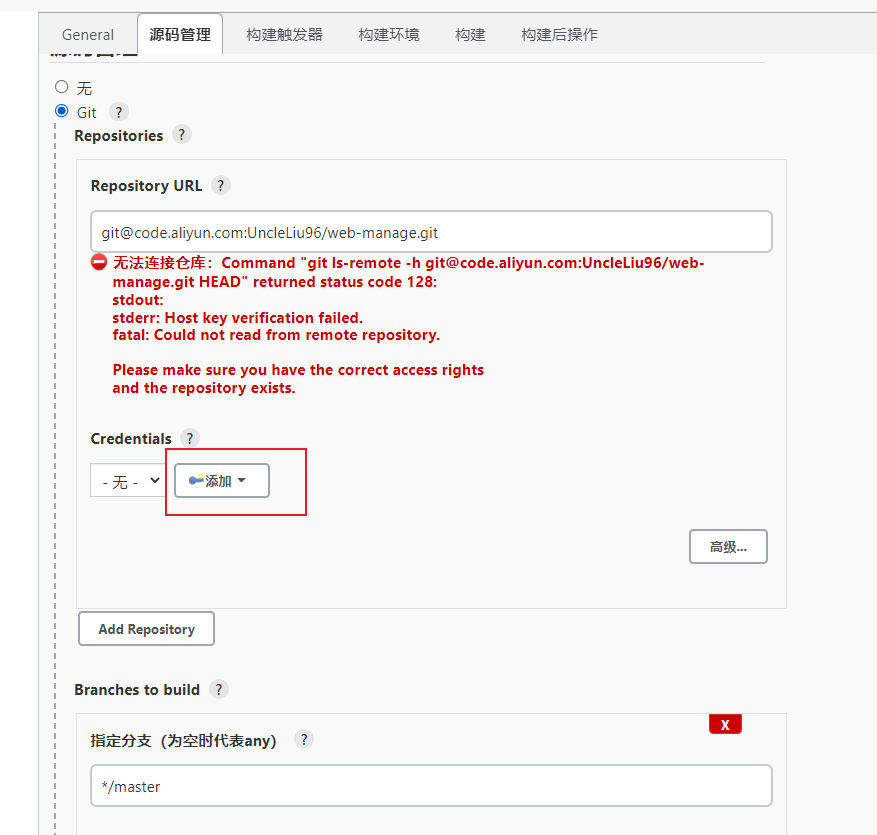 General 源码管理 构建触发器 构建环境 构建 构建后操作
源码管理
无
Git ?
Repositories ?
Repository URL ?
git@code.aliyun.com:UncleLiu96/web-manage.git
无法连接仓库：Command "git ls-remote -h git@code.aliyun.com:UncleLiu96/web-
manage.git HEAD" returned status code 128:
stdout:
stderr: Host key verification failed.
fatal: Could not read from remote repository.
Please make sure you have the correct access rights
and the repository exists.
Credentials ?
- 无 - 添加
高级...
Add Repository
Branches to build ?
X
指定分支（为空时代表any） ?
*/master